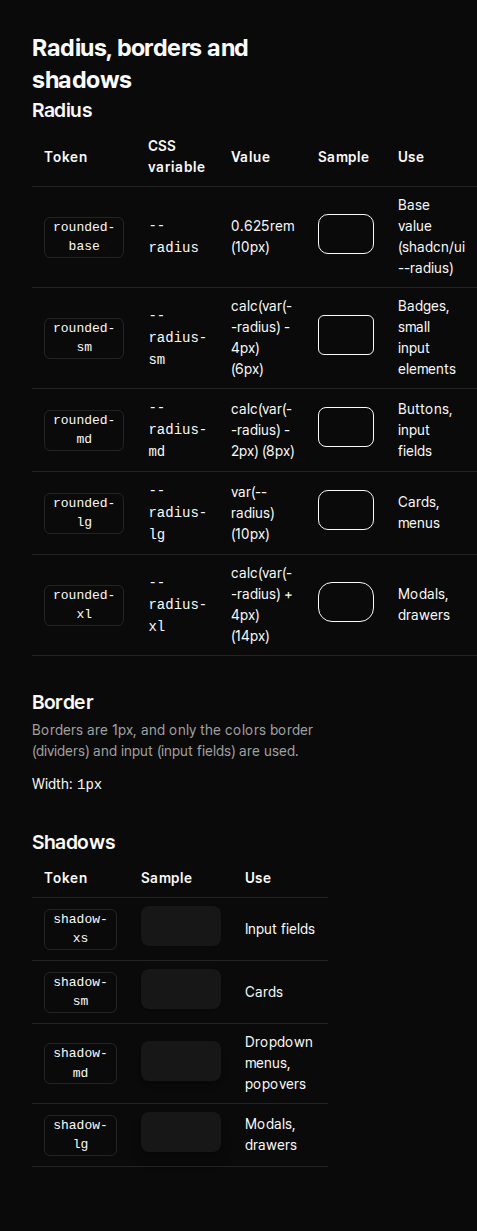 Radius, borders and
shadows
Radius
Token
CSS
variable
Value
Sample
Use
rounded-
base
--
radius
0.625rem
(10px)
Base
value
(shadcn/ui
--radius)
rounded-
sm
--
radius-
sm
calc(var(-
-radius) -
4px)
(6px)
Badges,
small
input
elements
rounded-
md
--
radius-
md
calc(var(-
-radius) -
2px) (8px)
Buttons,
input
fields
rounded-
lg
--
radius-
lg
var(--
radius)
(10px)
Cards,
menus
rounded-
xl
--
radius-
xl
calc(var(-
-radius) +
4px)
(14px)
Modals,
drawers
Border
Borders are 1px, and only the colors border
(dividers) and input (input fields) are used.
Width: 1px
Shadows
Token
Sample
Use
shadow-
xs
Input fields
shadow-
sm
Cards
shadow-
md
Dropdown
menus,
popovers
shadow-
lg
Modals,
drawers